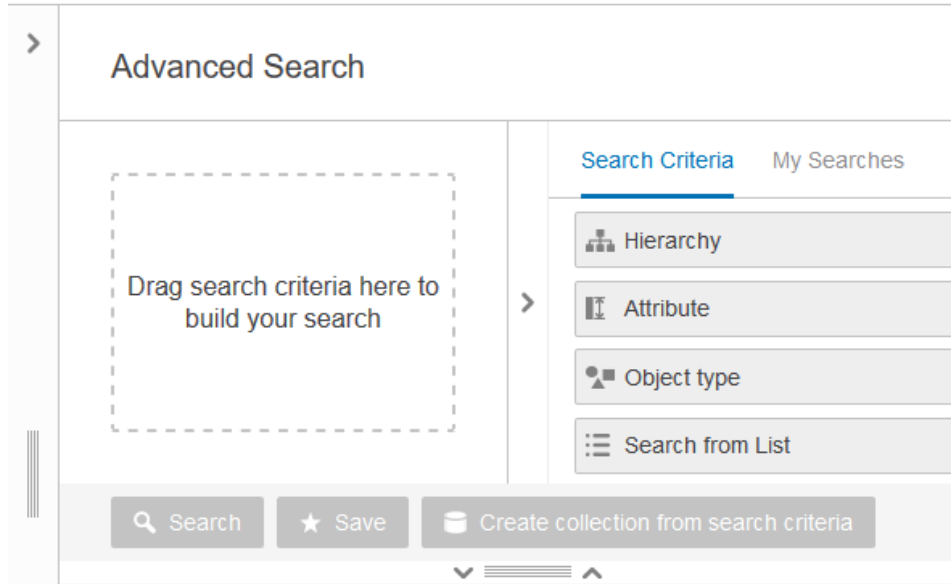 Advanced Search
Drag search criteria here to
build your search
Search Criteria
My Searches
Hierarchy
Attribute
Object type
Search from List
Search
Save
Create collection from search criteria